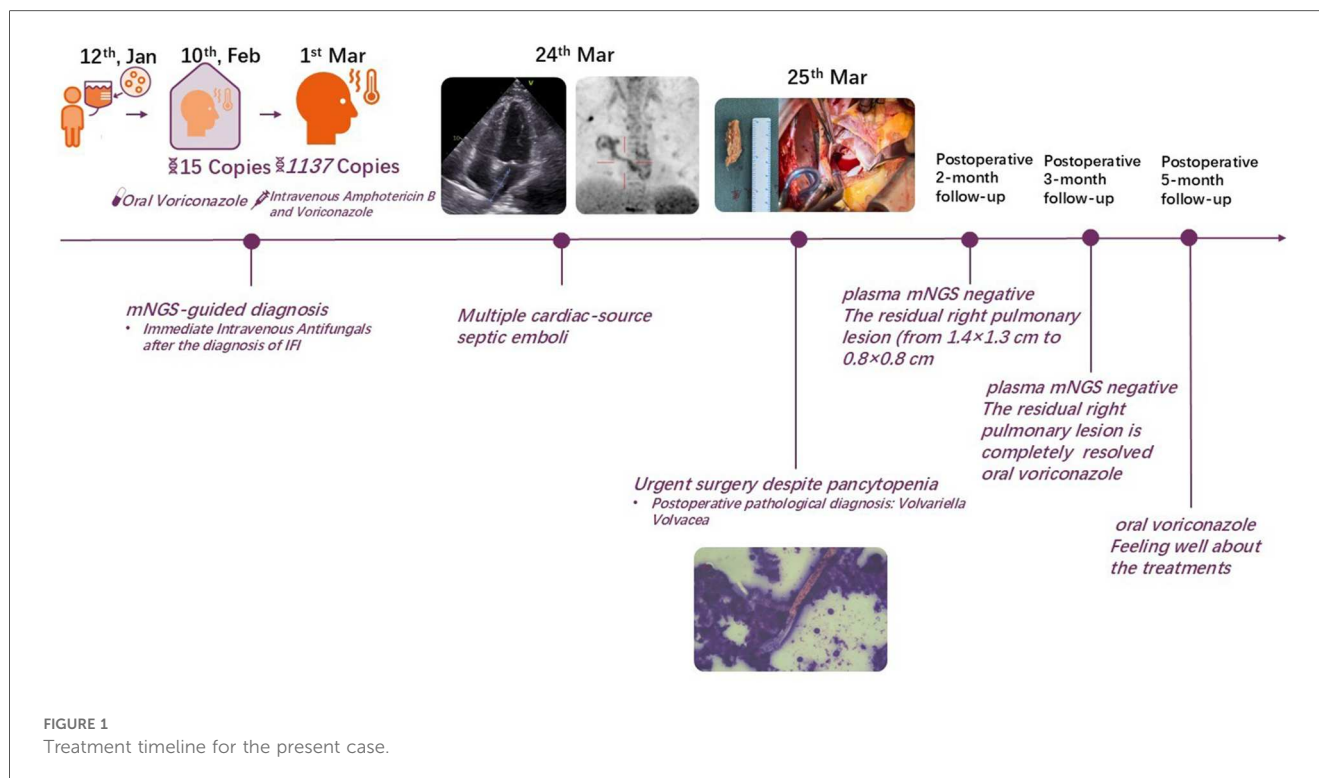 12th, Jan
10th, Feb
1st Mar
24th Mar
25th Mar
15 Copies
1137 Copies
Oral Voriconazole
Intravenous Amphotericin B
and Voriconazole
V
Postoperative
2-month
follow-up
Postoperative
3-month
follow-up
Postoperative
5-month
follow-up
mNGS-guided diagnosis
• Immediate Intravenous Antifungals
after the diagnosis of IFI
Multiple cardiac-source
septic emboli
Urgent surgery despite pancytopenia
• Postoperative pathological diagnosis: Volvariella
Volvacea
plasma mNGS negative
The residual right pulmonary
lesion (from 1.4×1.3 cm to
0.8×0.8 cm
plasma mNGS negative
The residual right
pulmonary lesion is
completely resolved
oral voriconazole
oral voriconazole
Feeling well about
the treatments
FIGURE 1
Treatment timeline for the present case.